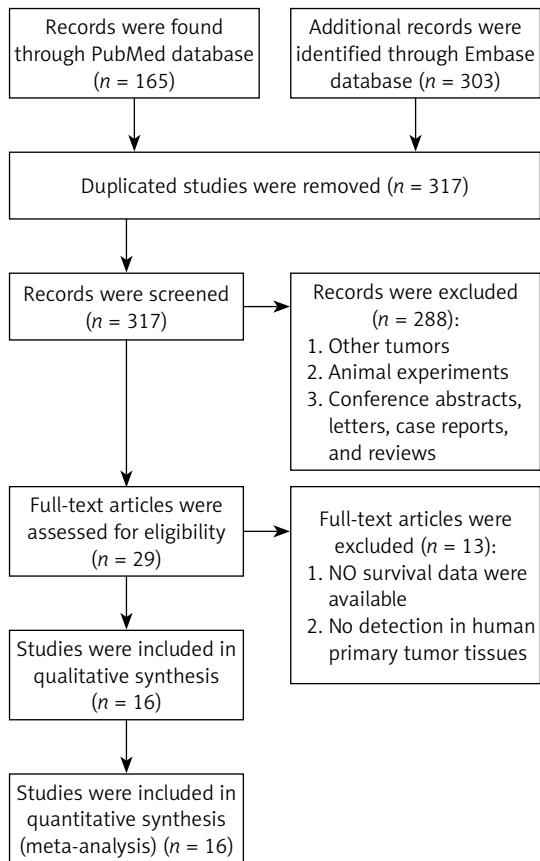 Records were found
through PubMed database
(n = 165)
Additional records were
identified through Embase
database (n = 303)
Duplicated studies were removed (n = 317)
Records were screened
(n = 317)
Records were excluded
(n = 288):
1. Other tumors
2. Animal experiments
3. Conference abstracts,
letters, case reports,
and reviews
Full-text articles were
assessed for eligibility
(n = 29)
Full-text articles were
excluded (n = 13):
1. NO survival data were
available
2. No detection in human
primary tumor tissues
Studies were included in
qualitative synthesis
(n = 16)
Studies were included in
quantitative synthesis
(meta-analysis) (n = 16)